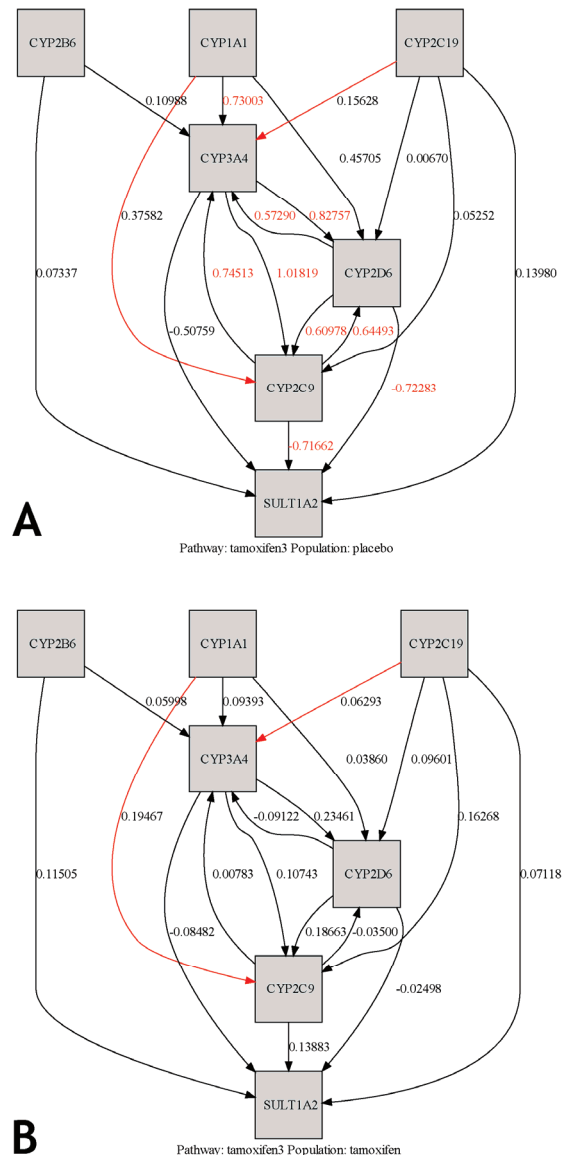 CYP2B6 CYP1A1 CYP2C19
0.10988 0.73003 0.15628
CYP3A4
0.45705 0.00670
0.37582 0.57290 0.82757 0.05252
0.07337 0.74513 1.01819 CYP2D6 0.13980
-0.50759 0.60978 0.64493
CYP2C9 -0.72283
-0.71662
SULT1A2
A
Pathway: tamoxifen3 Population: placebo
CYP2B6 CYP1A1 CYP2C19
0.05998 0.09393 0.06293
CYP3A4
0.03860 0.09601
0.19467 -0.09122 0.23461 0.16268
0.11505 0.00783 0.10743 CYP2D6 0.07118
-0.08482 0.18663 -0.03500
CYP2C9 -0.02498
0.13883
SULT1A2
B
Pathway: tamoxifen3 Population: tamoxifen